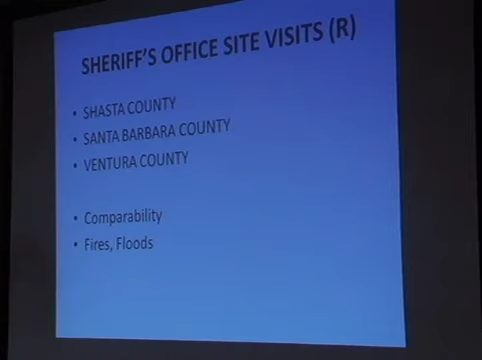 SHERIFF'S OFFICE SITE VISITS (R)
• SHASTA COUNTY
• SANTA BARBARA COUNTY
• VENTURA COUNTY
• Comparability
• Fires, Floods